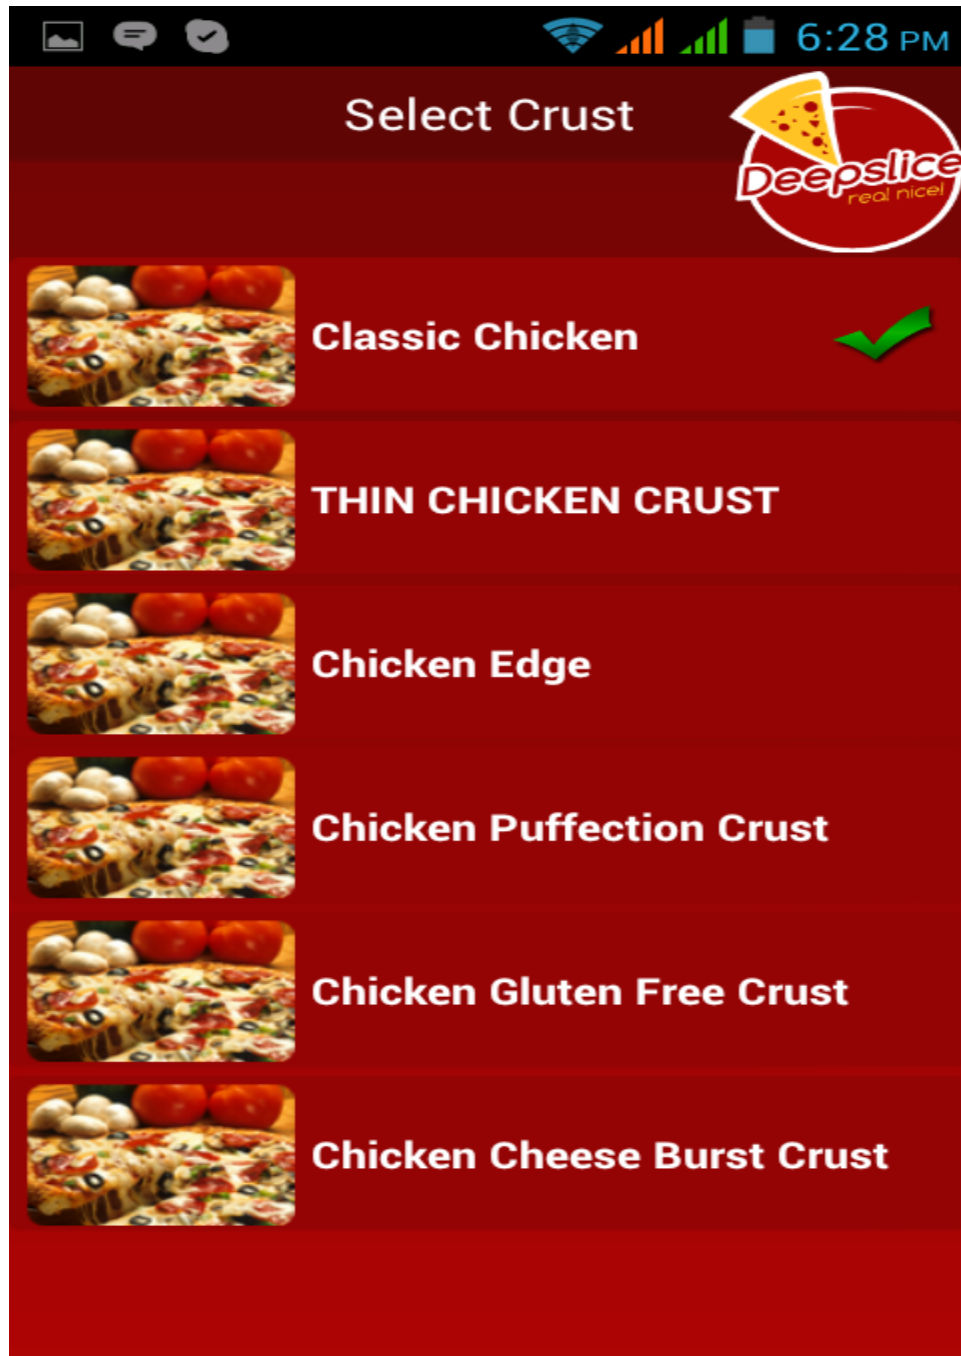 6:28 PM
Select Crust
Deepslice
real nice!
Classic Chicken
THIN CHICKEN CRUST
Chicken Edge
Chicken Puffection Crust
Chicken Gluten Free Crust
Chicken Cheese Burst Crust